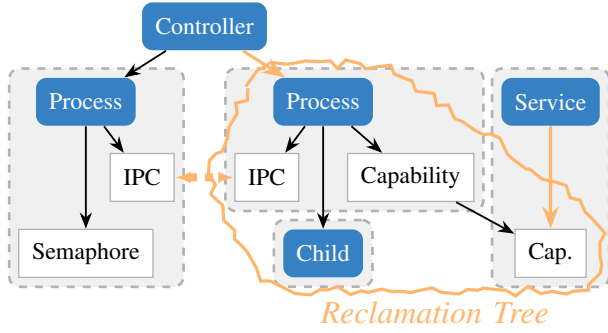 Controller
Process
Process
Service
IPC
IPC
Capability
Semaphore
Child
Cap.
Reclamation Tree